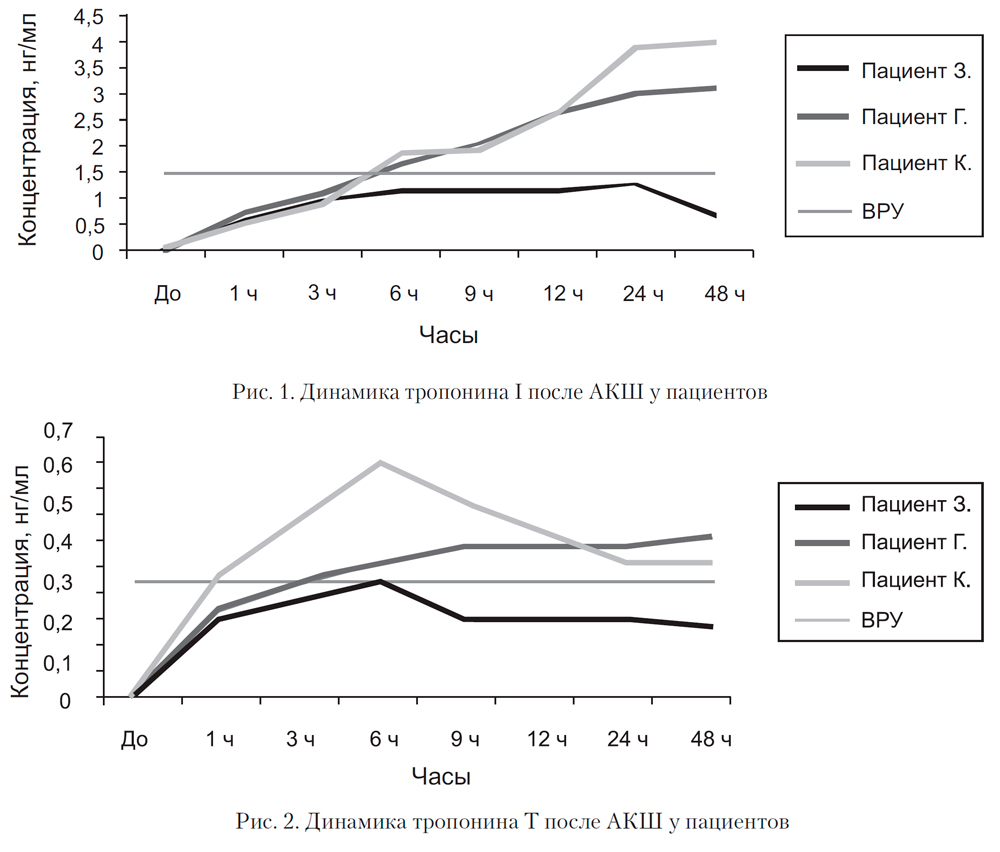 Концентрация, нг/мл
4,5
4
3,5
3
2,5
2
1,5
1
0,5
0
До 1 ч 3 ч 6 ч 9 ч 12 ч 24 ч 48 ч
Часы
Пациент З.
Пациент Г.
Пациент К.
ВРУ
Рис. 1. Динамика тропонина I после АКШ у пациентов
Концентрация, нг/мл
0,7
0,6
0,5
0,4
0,3
0,2
0,1
0
До 1 ч 3 ч 6 ч 9 ч 12 ч 24 ч 48 ч
Часы
Пациент З.
Пациент Г.
Пациент К.
ВРУ
Рис. 2. Динамика тропонина Т после АКШ у пациентов